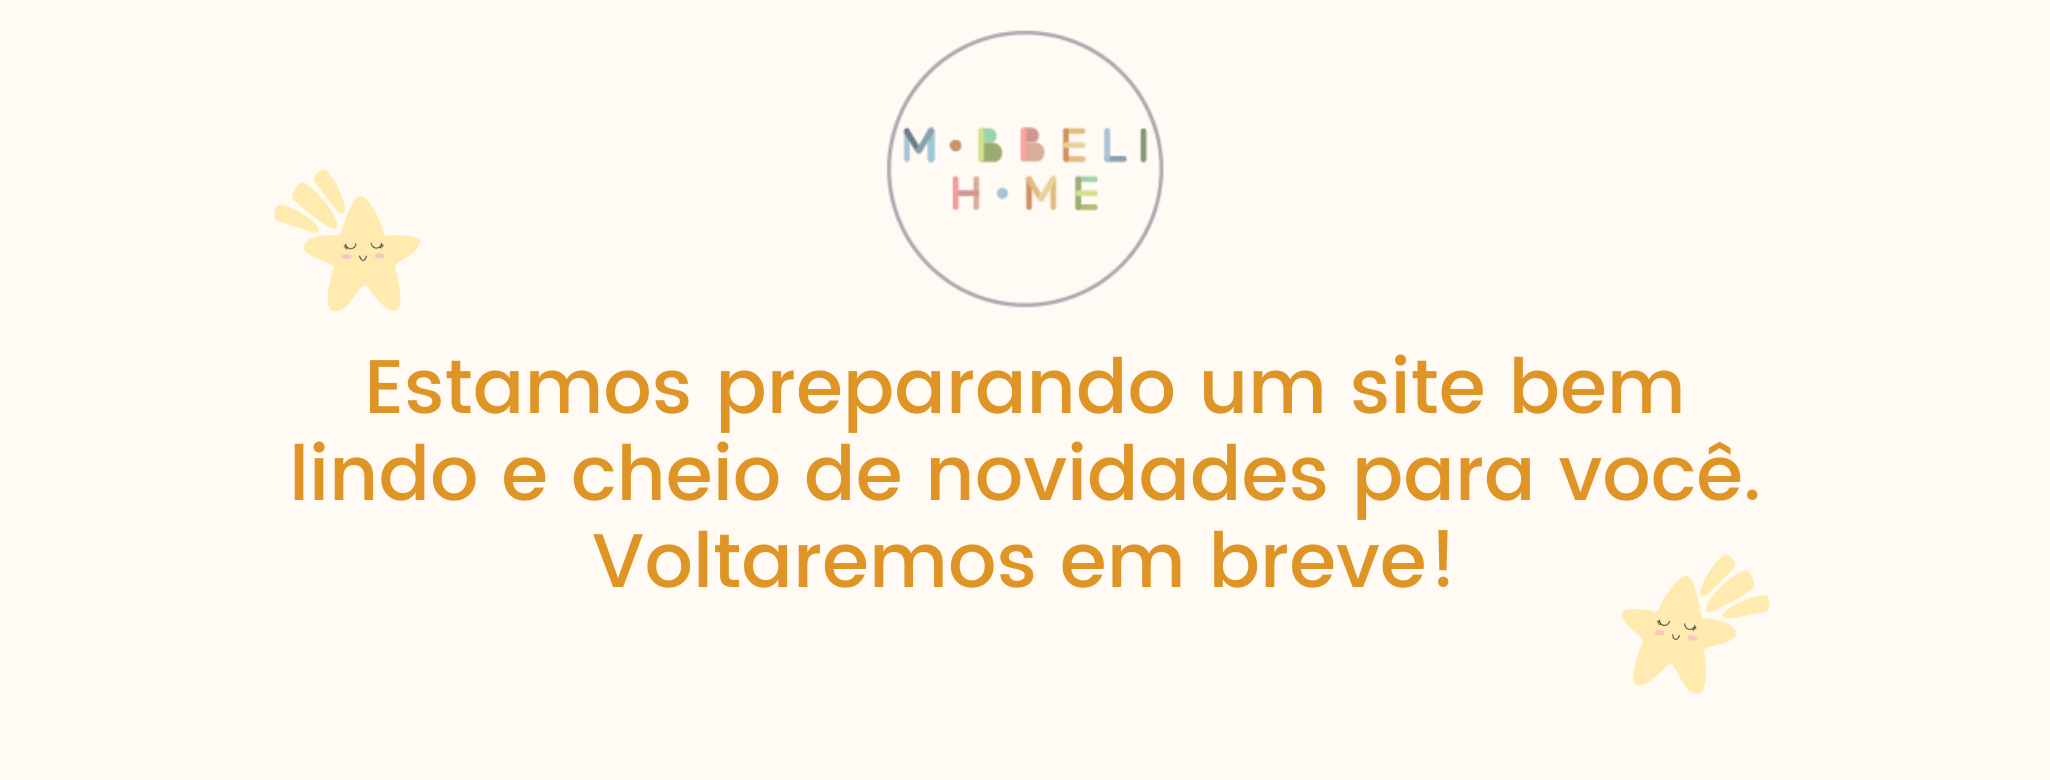 M•BBELI
H•ME
Estamos preparando um site bem
lindo e cheio de novidades para você.
Voltaremos em breve!